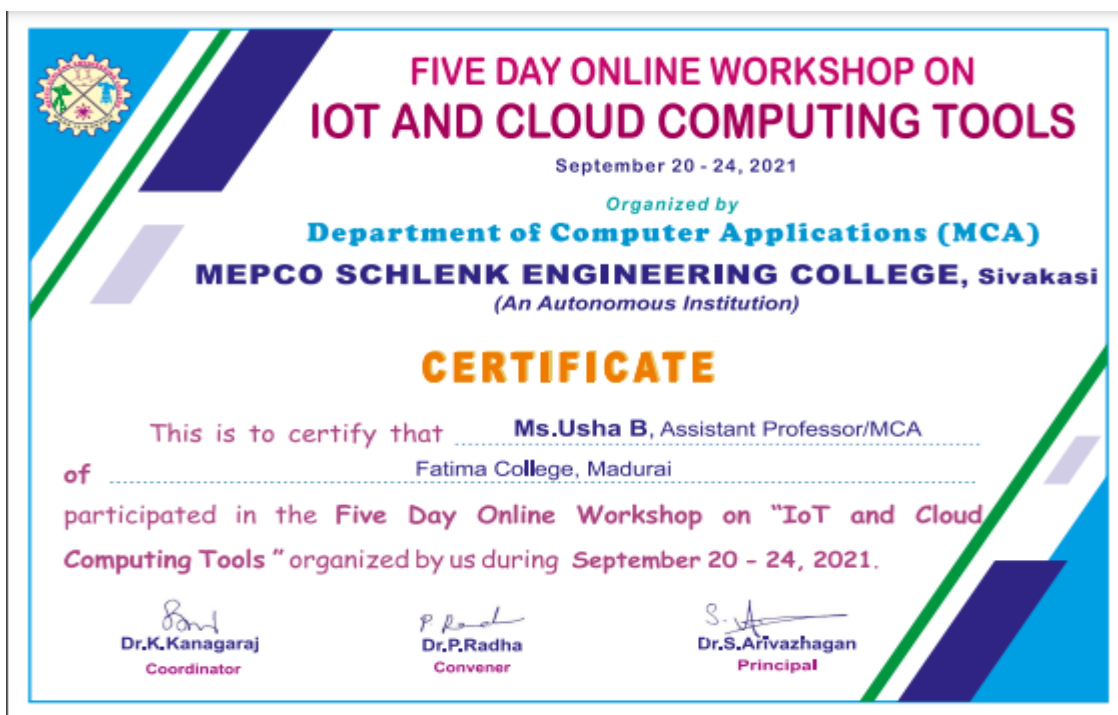 FIVE DAY ONLINE WORKSHOP ON
IOT AND CLOUD COMPUTING TOOLS
September 20 - 24, 2021
Organized by
Department of Computer Applications (MCA)
MEPCO SCHLENK ENGINEERING COLLEGE, Sivakasi
(An Autonomous Institution)
CERTIFICATE
This is to certify that Ms.Usha B, Assistant Professor/MCA
of Fatima College, Madurai
participated in the Five Day Online Workshop on "IoT and Cloud
Computing Tools " organized by us during September 20 - 24, 2021.
Dr.K.Kanagaraj Dr.P.Radha Dr.S.Arivazhagan
Coordinator Convener Principal